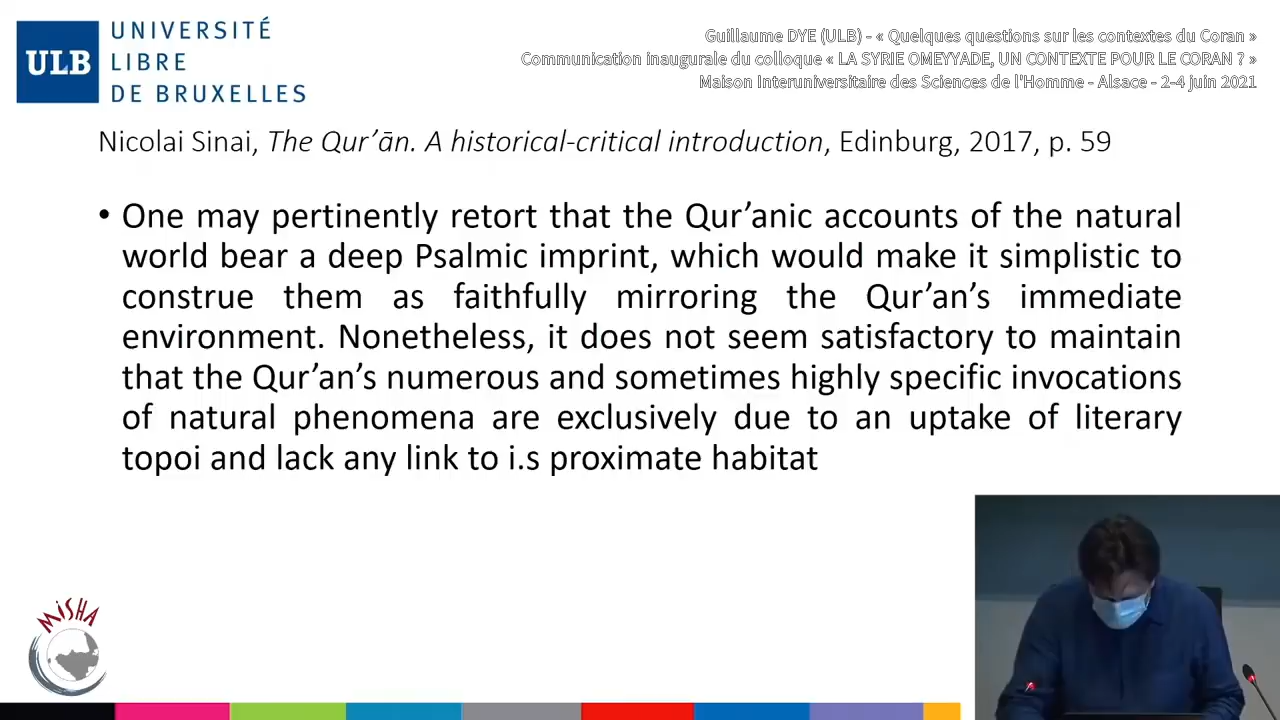 ULB
UNIVERSITÉ
LIBRE
DE BRUXELLES
Guillaume DYE (ULB) - « Quelques questions sur les contextes du Coran »
Communication inaugurale du colloque « LA SYRIE OMEYYADE, UN CONTEXTE POUR LE CORAN ? »
Maison Interuniversitaire des Sciences de l'Homme - Alsace - 2-4 juin 2021
Nicolai Sinai, The Qur’ān. A historical-critical introduction, Edinburg, 2017, p. 59
• One may pertinently retort that the Qur’anic accounts of the natural
world bear a deep Psalmic imprint, which would make it simplistic to
construe them as faithfully mirroring the Qur’an’s immediate
environment. Nonetheless, it does not seem satisfactory to maintain
that the Qur’an’s numerous and sometimes highly specific invocations
of natural phenomena are exclusively due to an uptake of literary
topoi and lack any link to i.s proximate habitat
MiSHA